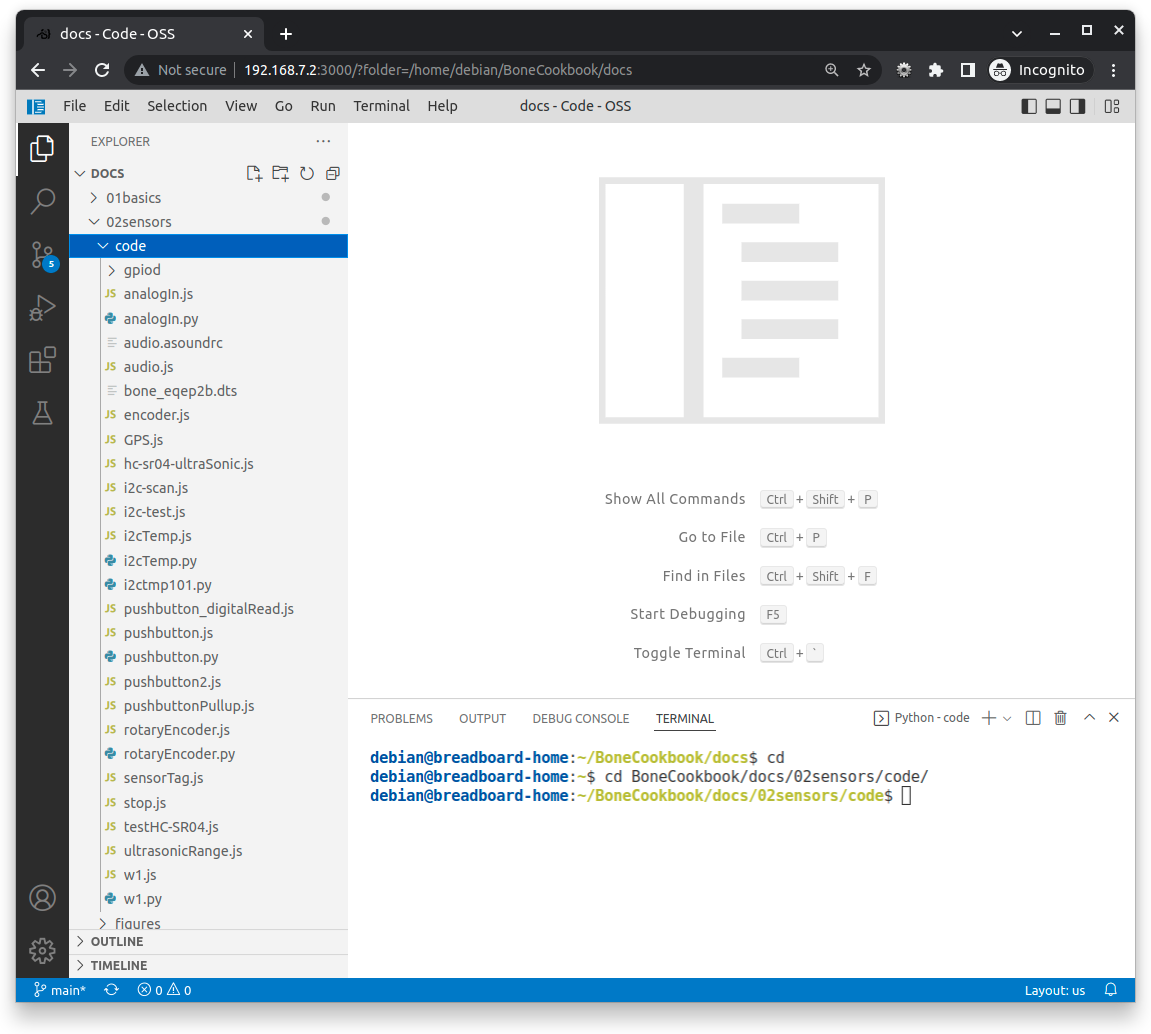 docs - Code - OSS
Not secure 192.168.7.2:3000/?folder=/home/debian/BoneCookbook/docs Incognito
File Edit Selection View Go Run Terminal Help docs - Code - OSS
EXPLORER
DOCS
01basics
02sensors
code
gpiod
JS analogIn.js
analogIn.py
audio.asoundrc
JS audio.js
bone_eqep2b.dts
JS encoder.js
JS GPS.js
JS hc-sr04-ultraSonic.js
JS i2c-scan.js
JS i2c-test.js
JS i2cTemp.js
i2cTemp.py
i2ctmp101.py
JS pushbutton_digitalRead.js
JS pushbutton.js
pushbutton.py
JS pushbutton2.js
JS pushbuttonPullup.js
JS rotaryEncoder.js
rotaryEncoder.py
JS sensorTag.js
JS stop.js
JS testHC-SR04.js
JS ultrasonicRange.js
JS w1.js
w1.py
figures
OUTLINE
TIMELINE
5
Show All Commands Ctrl + Shift + P
Go to File Ctrl + P
Find in Files Ctrl + Shift + F
Start Debugging F5
Toggle Terminal Ctrl + `
PROBLEMS OUTPUT DEBUG CONSOLE TERMINAL Python - code
debian@breadboard-home:~/BoneCookbook/docs$ cd
debian@breadboard-home:~$ cd BoneCookbook/docs/02sensors/code/
debian@breadboard-home:~/BoneCookbook/docs/02sensors/code$
main* 0 0 Layout: us